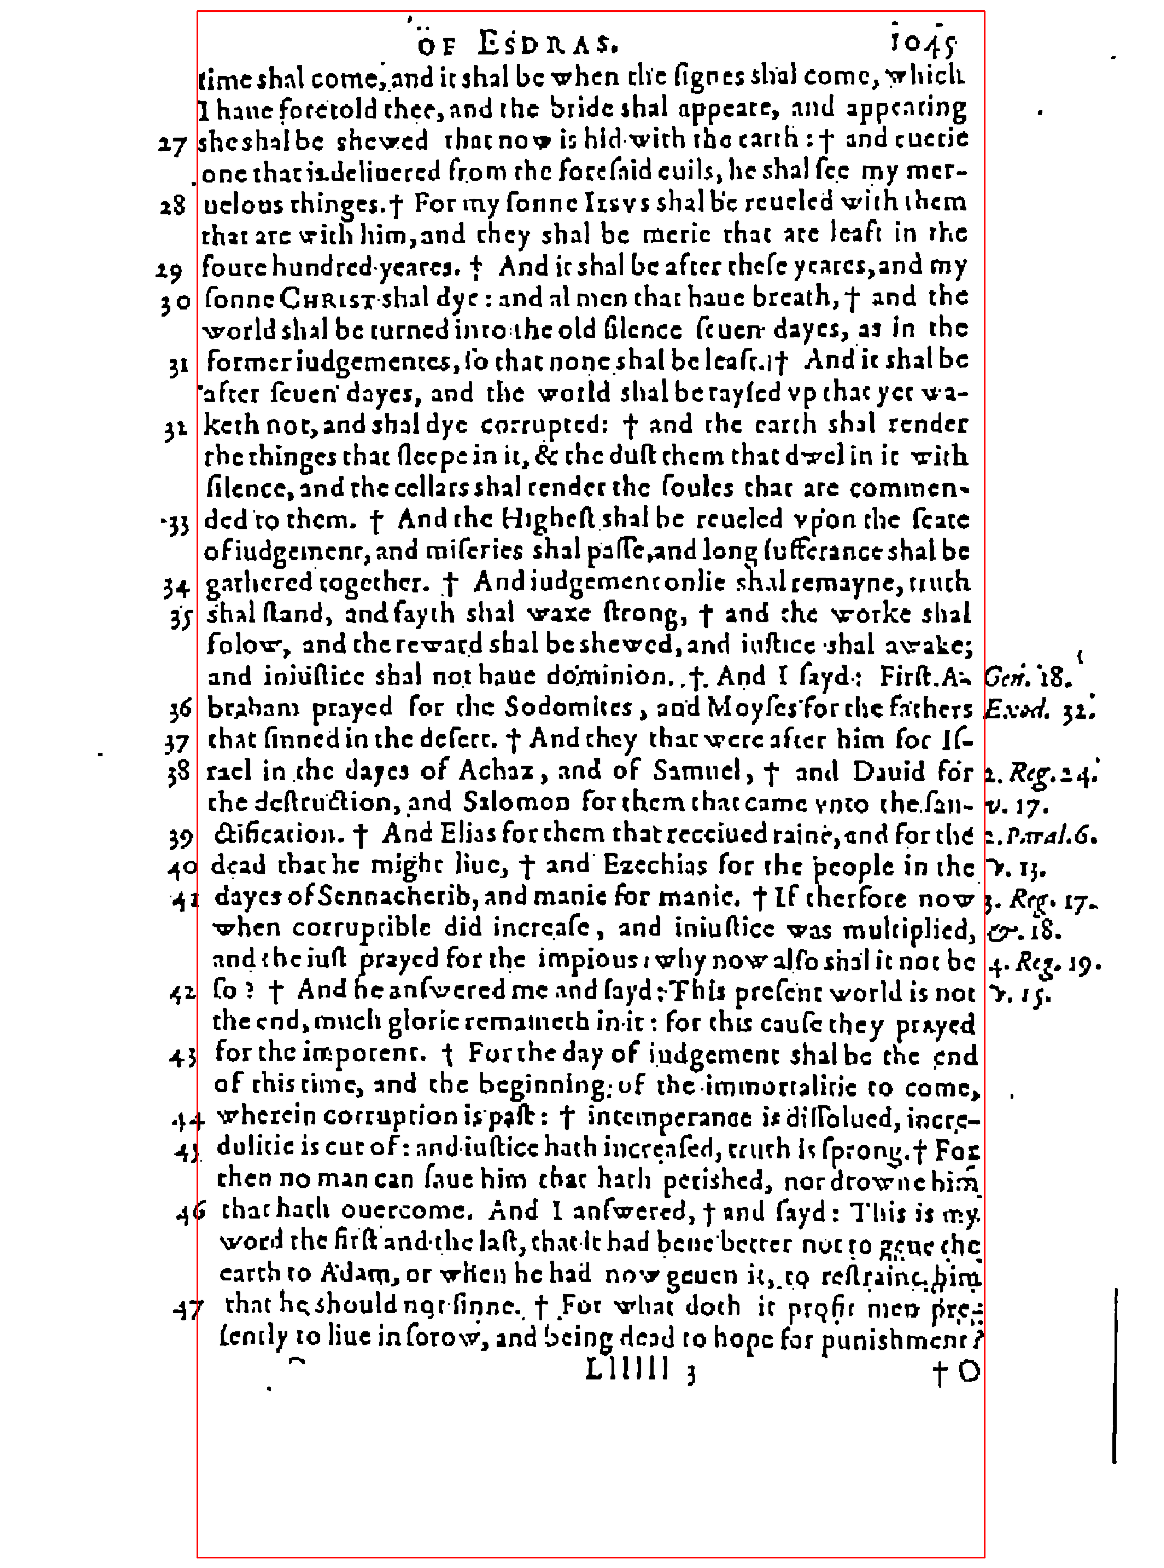 OF ESDRAS. 1045
time shal come, and it shal be when the signes shal come, which
I haue foretold thee, and the bride shal appeare, and appearing
27 she shal be shewed that now is hid with the earth: † and euerie
one that is deliuered from the foresaid euils, he shal see my mer-
28 uelous thinges. † For my sonne IESVS shal be reueled with them
that are with him, and they shal be merie that are least in the
29 foure hundred yeares. † And it shal be after these yeares, and my
30 sonne CHRIST shal dye: and al men that haue breath, † and the
world shal be turned into the old silence seuen dayes, as in the
31 former iudgementes, so that none shal be least. † And it shal be
after seuen dayes, and the world shal be raysed vp that yet wa-
32 keth not, and shal dye corrupted: † and the earth shal render
the thinges that sleepe in it, & the dust them that dwel in it with
silence, and the cellars shal render the soules that are commen-
33 ded to them. † And the Highest shal be reueled vpon the seate
of iudgement, and miseries shal passe, and long sufferance shal be
34 gathered together. † And iudgement onlie shal remayne, truth
35 shal stand, and fayth shal waxe strong, † and the worke shal
folow, and the reward shal be shewed, and iustice shal awake;
and iniustice shal not haue dominion. † And I sayd: First A- Gen. 18.
36 braham prayed for the Sodomites, and Moyses for the fathers Exod. 32.
37 that sinned in the desert. † And they that were after him for Is-
38 rael in the dayes of Achaz, and of Samuel, † and Dauid for 2. Reg. 24.
the destruction, and Salomon for them that came vnto the san- v. 17.
39 ctification. † And Elias for them that receiued raine, and for the 2. Paral. 6.
40 dead that he might liue, † and Ezechias for the people in the v. 13.
41 dayes of Sennacherib, and manie for manie. † If therfore now 3. Reg. 17.
when corruptible did increase, and iniustice was multiplied, & 18.
and the iust prayed for the impious: why now also shal it not be 4. Reg. 19.
42 so? † And he answered me and sayd: This present world is not v. 15.
the end, much glorie remaineth in it: for this cause they prayed
43 for the impotent. † For the day of iudgement shal be the end
of this time, and the beginning of the immortalitie to come,
44 wherein corruption is past: † intemperance is dissolued, incre-
45 dulitie is cut of: and iustice hath increased, truth is sprong. † For
then no man can saue him that hath perished, nor drowne him
46 that hath ouercome. And I answered, † and sayd: This is my
word the first and the last, that it had bene better not to geue the
earth to Adam, or when he had now geuen it, to restraine him
47 that he should not sinne. † For what doth it profit men pre-
sently to liue in sorow, and being dead to hope for punishment?
Llllll 3 † O